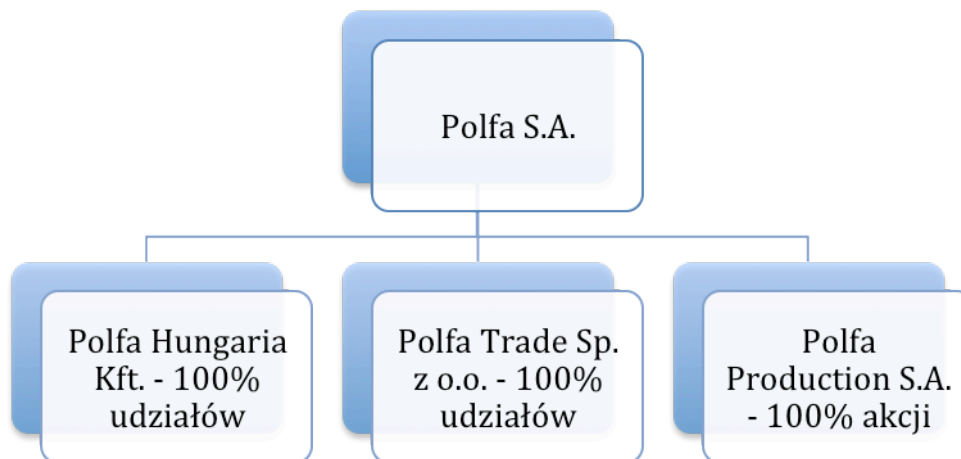 Polfa S.A.
Polfa Hungaria
Kft. - 100%
udziałów
Polfa Trade Sp.
z o.o. - 100%
udziałów
Polfa
Production S.A.
- 100% akcji